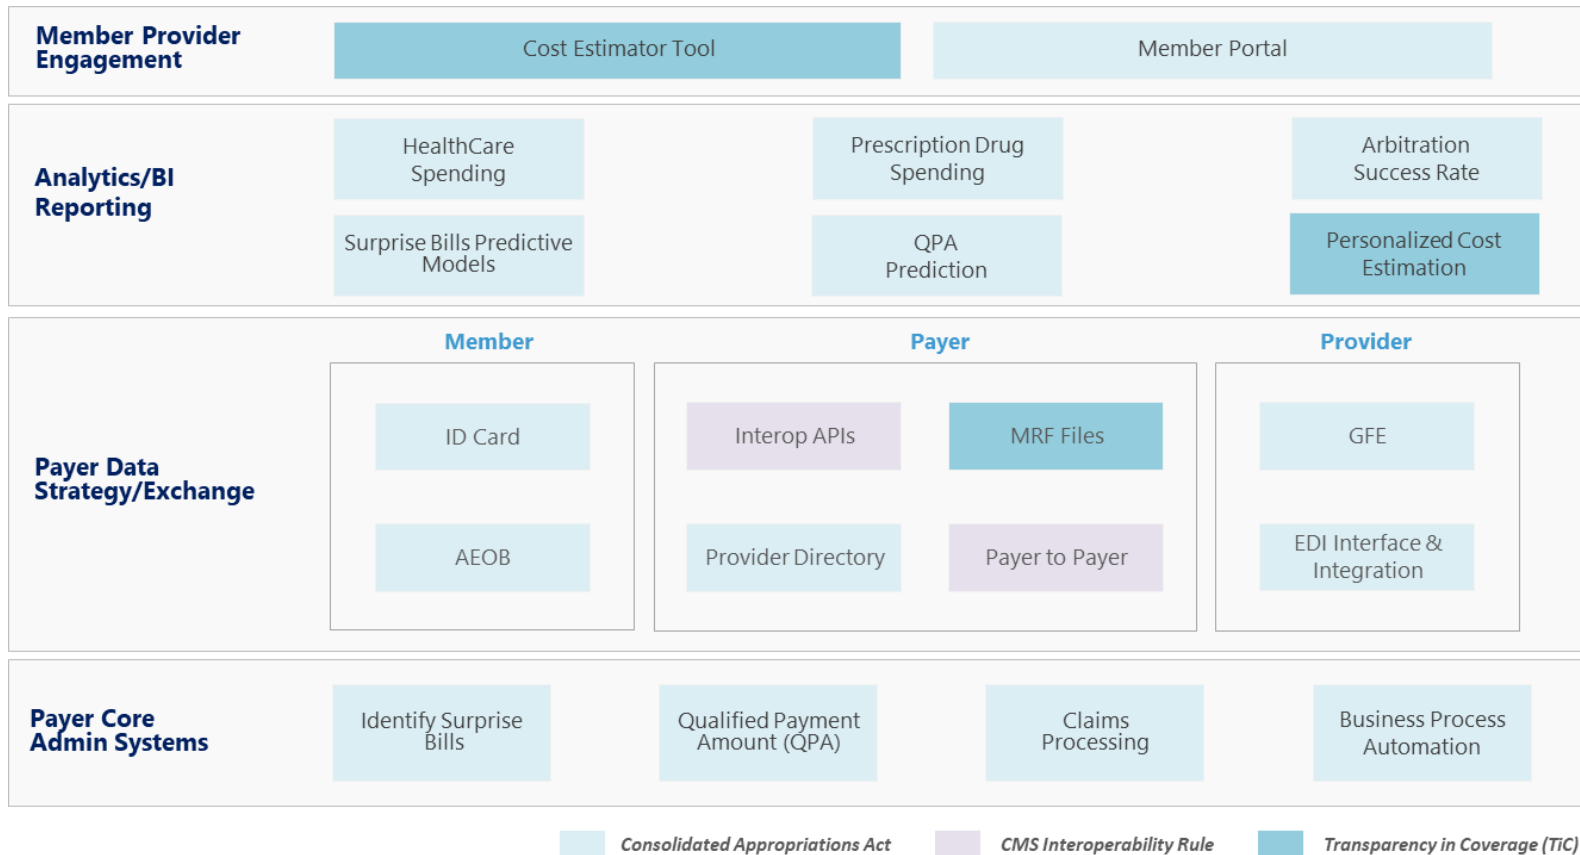 Member Provider
Engagement
Cost Estimator Tool
Member Portal
Analytics/BI
Reporting
HealthCare
Spending
Prescription Drug
Spending
Arbitration
Success Rate
Surprise Bills Predictive
Models
QPA
Prediction
Personalized Cost
Estimation
Payer Data
Strategy/Exchange
Member
Payer
Provider
ID Card
Interop APIs
MRF Files
GFE
AEOB
Provider Directory
Payer to Payer
EDI Interface &
Integration
Payer Core
Admin Systems
Identify Surprise
Bills
Qualified Payment
Amount (QPA)
Claims
Processing
Business Process
Automation
Consolidated Appropriations Act
CMS Interoperability Rule
Transparency in Coverage (TiC)